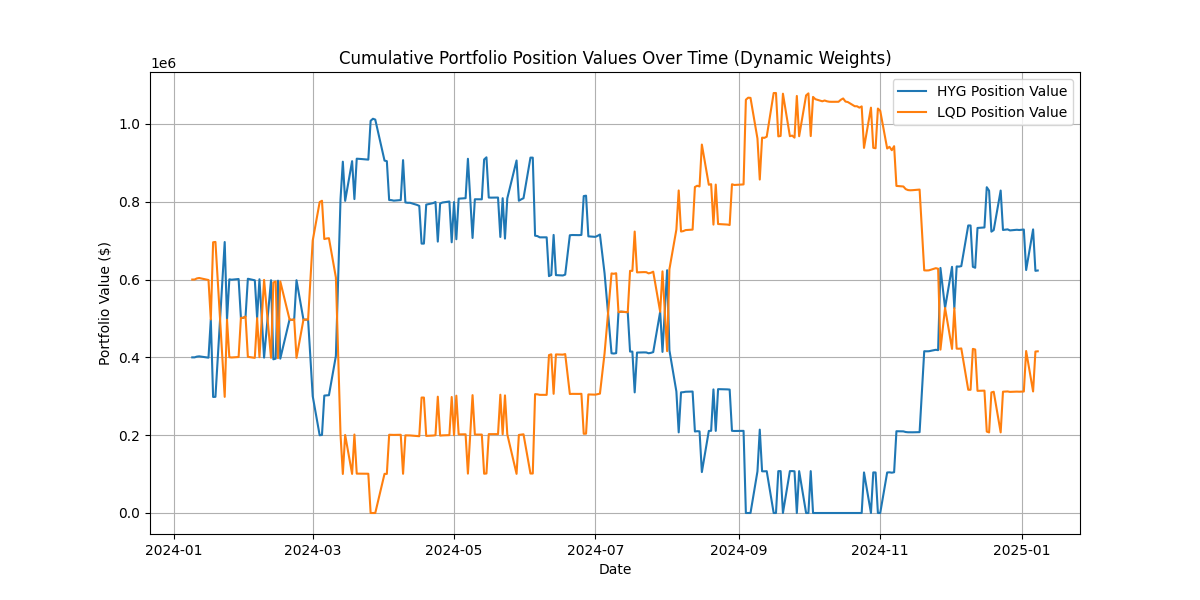 Cumulative Portfolio Position Values Over Time (Dynamic Weights)
1e6
HYG Position Value
LQD Position Value
Portfolio Value ($)
1.0
0.8
0.6
0.4
0.2
0.0
2024-01 2024-03 2024-05 2024-07 2024-09 2024-11 2025-01
Date